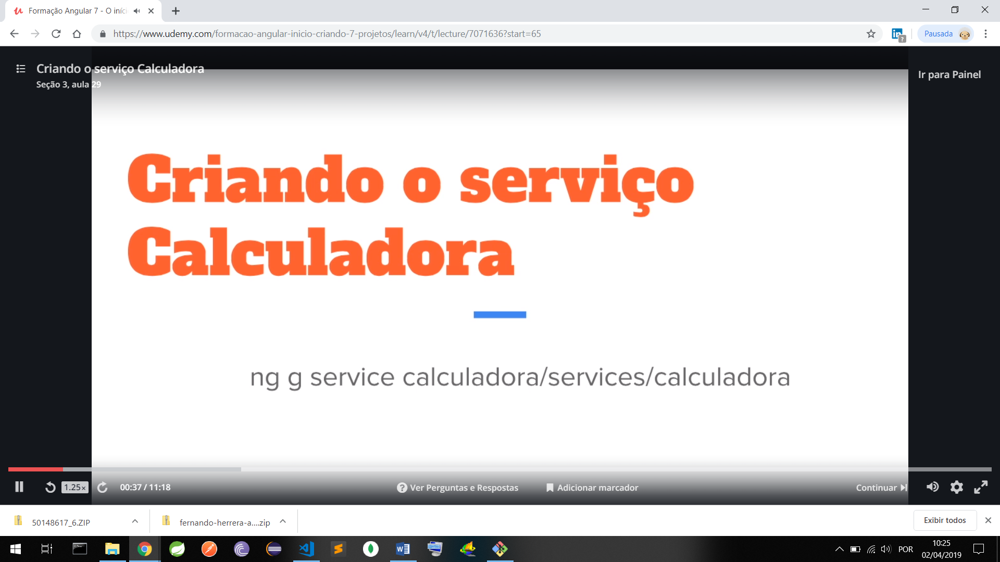 Formação Angular 7 - O iníci
https://www.udemy.com/formacao-angular-inicio-criando-7-projetos/learn/v4/t/lecture/7071636?start=65
Pausada
Criando o serviço Calculadora
Seção 3, aula 29
Ir para Painel
Criando o serviço
Calculadora
ng g service calculadora/services/calculadora
1.25x
00:37 / 11:18
Ver Perguntas e Respostas
Adicionar marcador
Continuar
50148617_6.ZIP
fernando-herrera-a....zip
Exibir todos
POR
10:25
02/04/2019